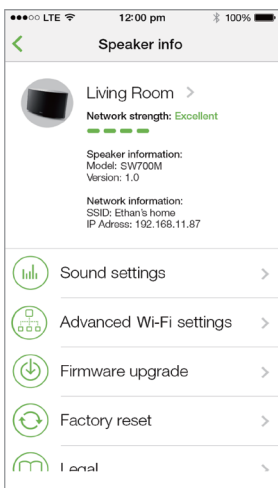 LTE 12:00 pm 100%
Speaker info
Living Room
Network strength: Excellent
Speaker information:
Model: SW700M
Version: 1.0
Network information:
SSID: Ethan's home
IP Adress: 192.168.11.87
Sound settings
Advanced Wi-Fi settings
Firmware upgrade
Factory reset
Legal